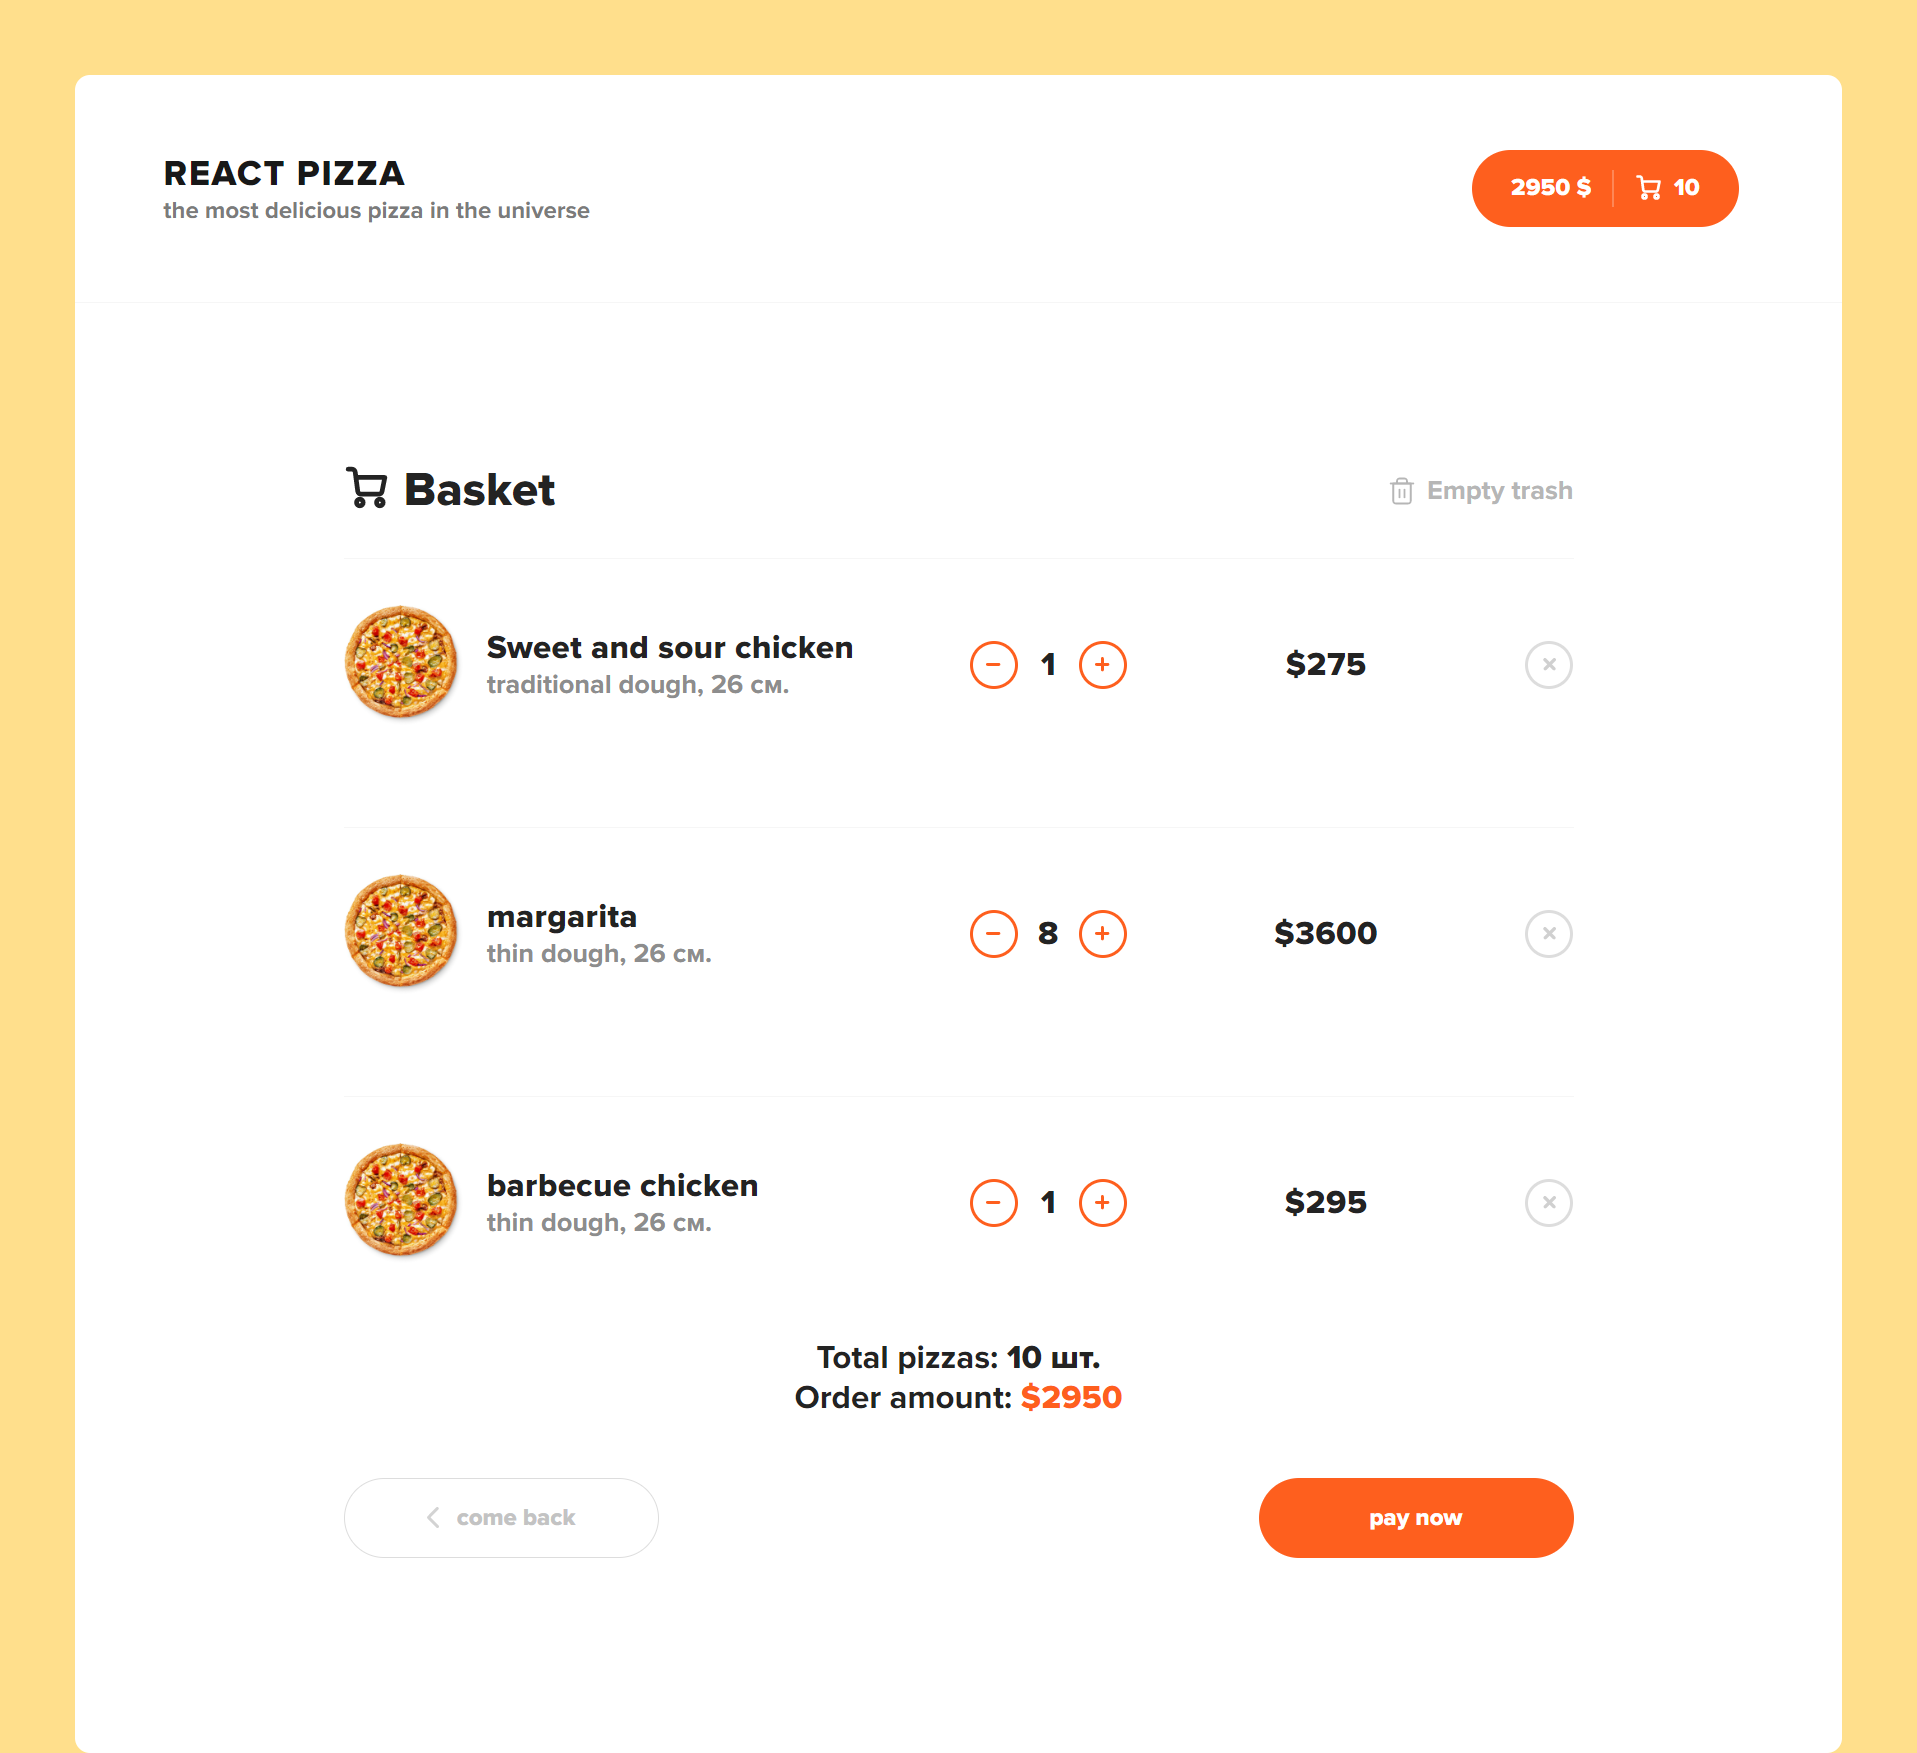 REACT PIZZA
the most delicious pizza in the universe
2950 $ 10
Basket
Empty trash
Sweet and sour chicken
traditional dough, 26 см.
1
$275
margarita
thin dough, 26 см.
8
$3600
barbecue chicken
thin dough, 26 см.
1
$295
Total pizzas: 10 шт.
Order amount: $2950
come back
pay now